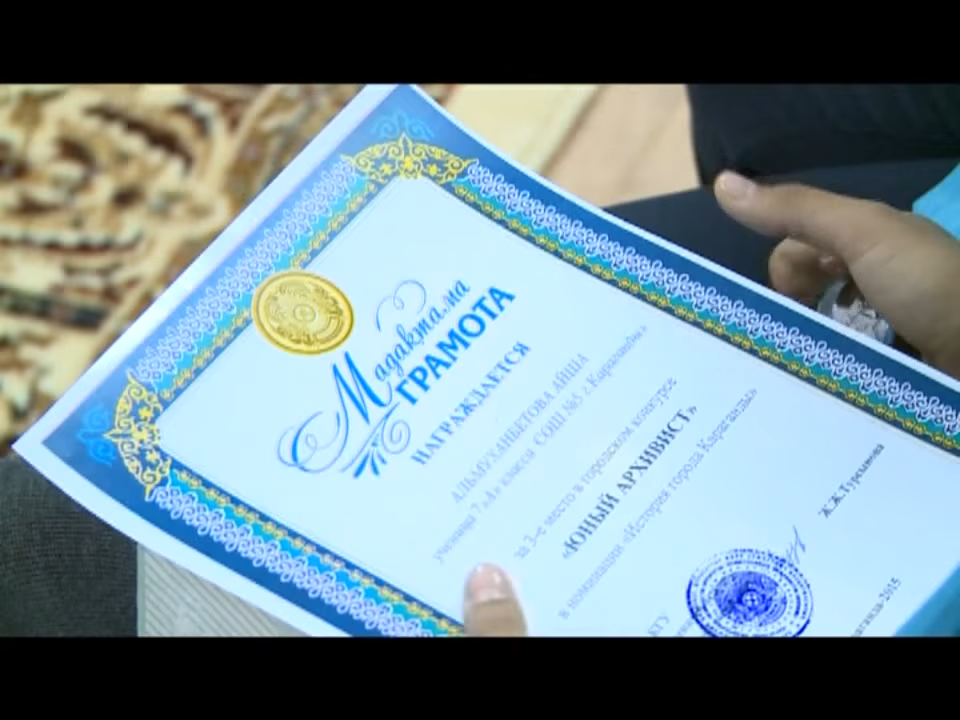 Мадақтама
ГРАМОТА
НАГРАЖДАЕТСЯ
АЛЬМУХАНБЕТОВА АЙША
ученица 7 «А» класса СОШ №5 г.Караганды
за 3-е место в городском конкурсе
«ЮНЫЙ АРХИВИСТ»
в номинации «История города Караганды»
Ж.Ж.Турсынова
2015